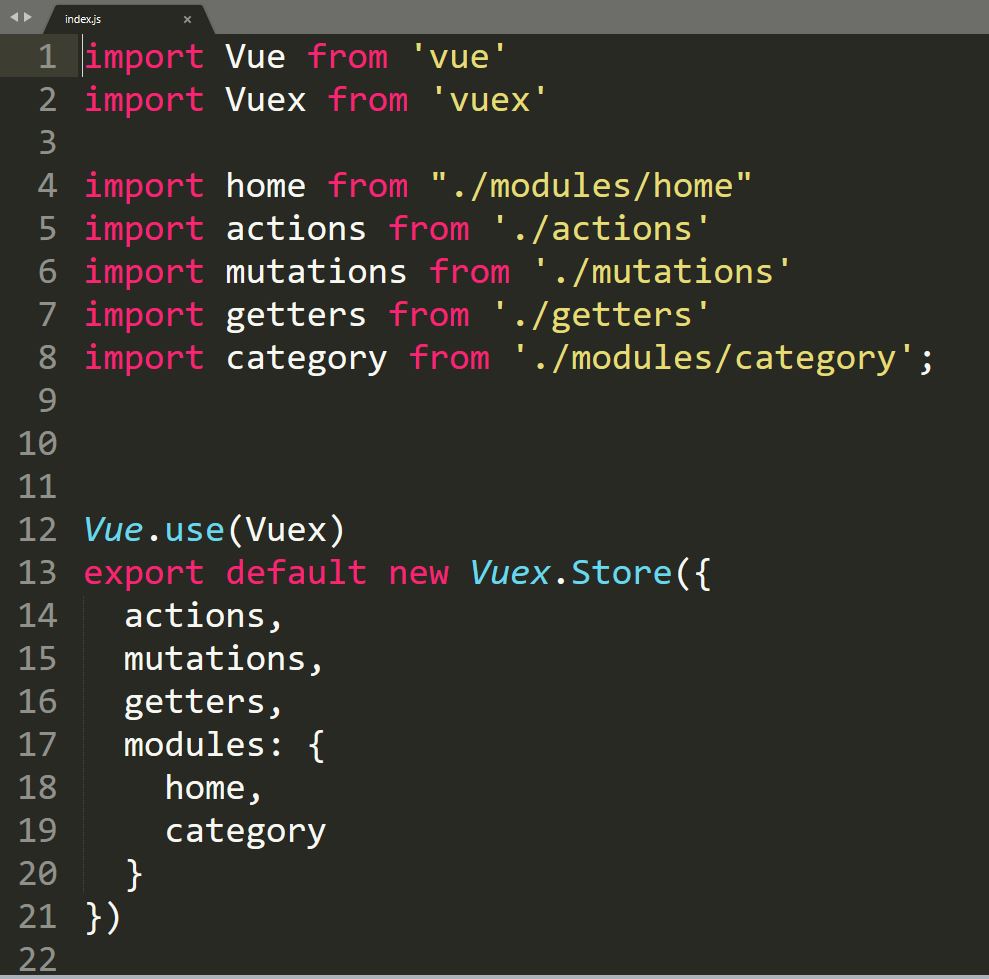 index.js ×
1 import Vue from 'vue'
2 import Vuex from 'vuex'
3
4 import home from "./modules/home"
5 import actions from './actions'
6 import mutations from './mutations'
7 import getters from './getters'
8 import category from './modules/category';
9
10
11
12 Vue.use(Vuex)
13 export default new Vuex.Store({
14   actions,
15   mutations,
16   getters,
17   modules: {
18     home,
19     category
20   }
21 })
22